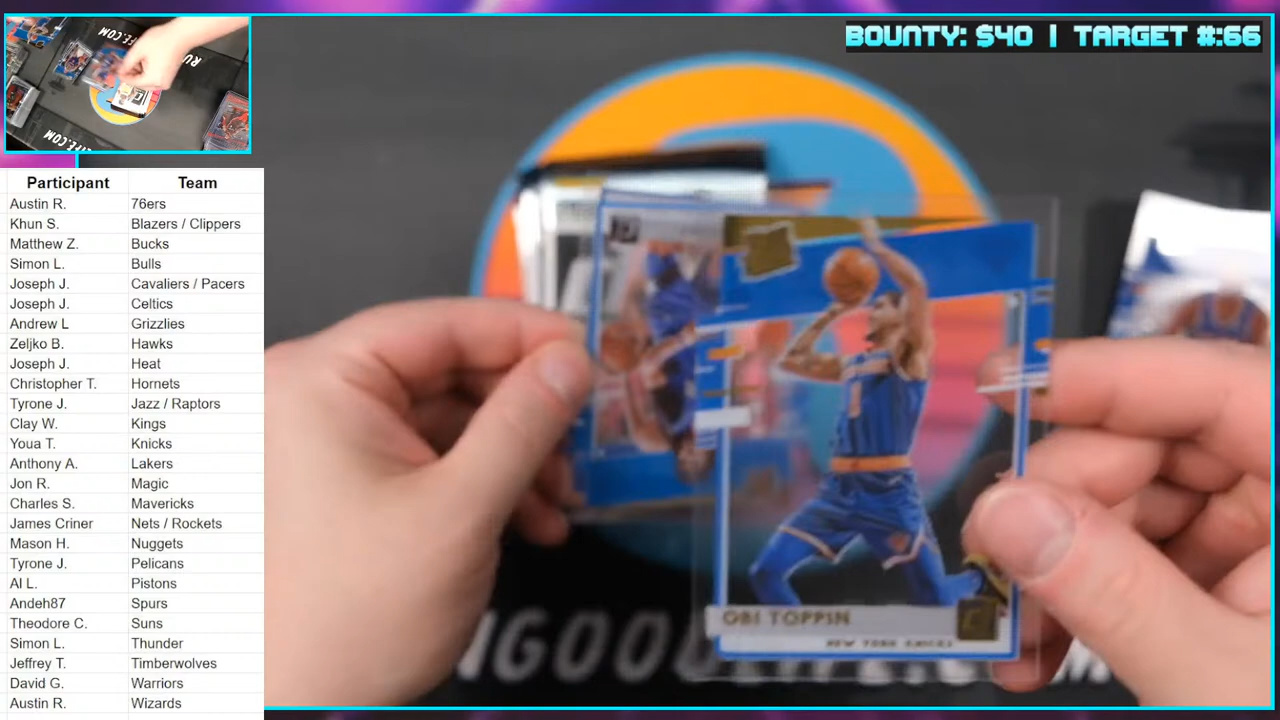 BOUNTY: $40 | TARGET #:66
Participant Team
Austin R. 76ers
Khun S. Blazers / Clippers
Matthew Z. Bucks
Simon L. Bulls
Joseph J. Cavaliers / Pacers
Joseph J. Celtics
Andrew L Grizzlies
Zeljko B. Hawks
Joseph J. Heat
Christopher T. Hornets
Tyrone J. Jazz / Raptors
Clay W. Kings
Youa T. Knicks
Anthony A. Lakers
Jon R. Magic
Charles S. Mavericks
James Criner Nets / Rockets
Mason H. Nuggets
Tyrone J. Pelicans
Al L. Pistons
Andeh87 Spurs
Theodore C. Suns
Simon L. Thunder
Jeffrey T. Timberwolves
David G. Warriors
Austin R. Wizards
OBI TOPPIN
NEW YORK KNICKS